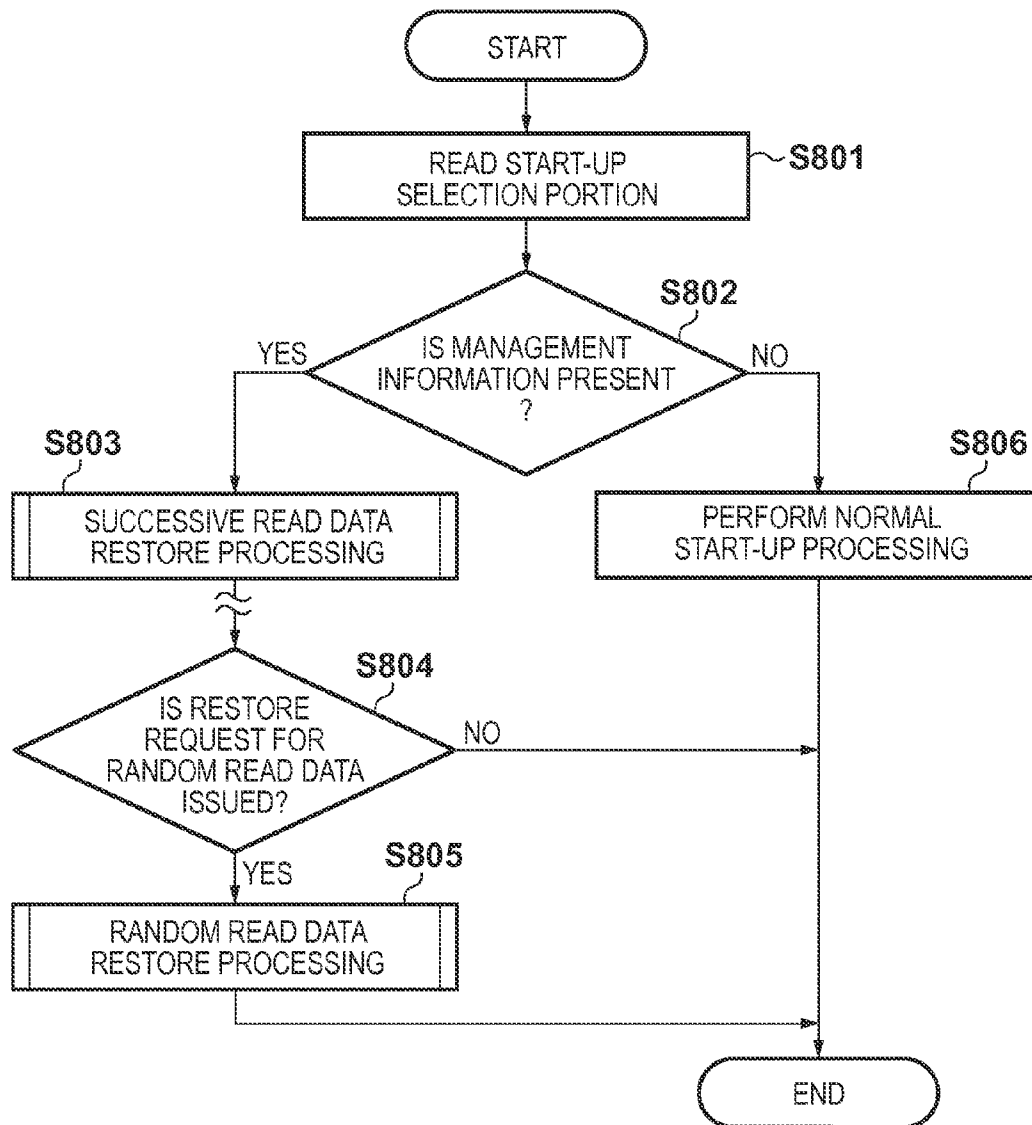 START
READ START-UP
SELECTION PORTION
S801
S802
IS MANAGEMENT
INFORMATION PRESENT
?
YES
NO
S803
SUCCESSIVE READ DATA
RESTORE PROCESSING
S806
PERFORM NORMAL
START-UP PROCESSING
S804
IS RESTORE
REQUEST FOR
RANDOM READ DATA
ISSUED?
NO
YES
S805
RANDOM READ DATA
RESTORE PROCESSING
END